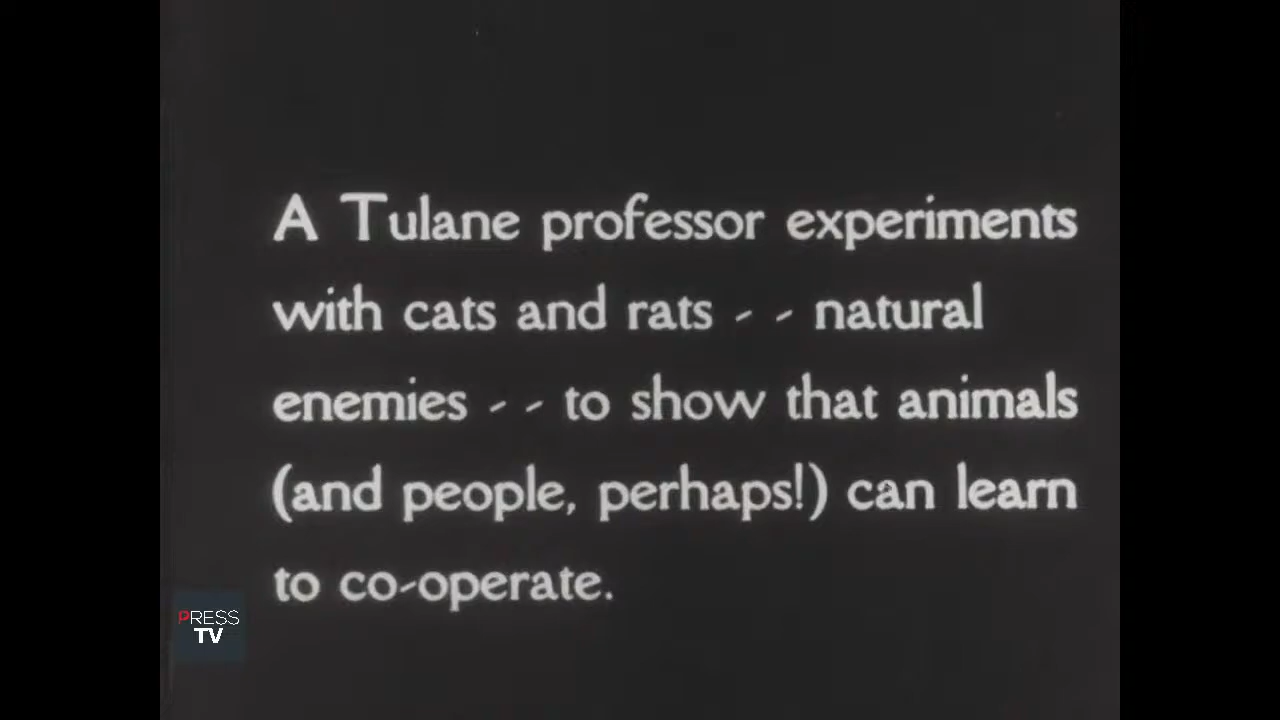 A Tulane professor experiments
with cats and rats - - natural
enemies - - to show that animals
(and people, perhaps!) can learn
to co-operate.
PRESS
TV